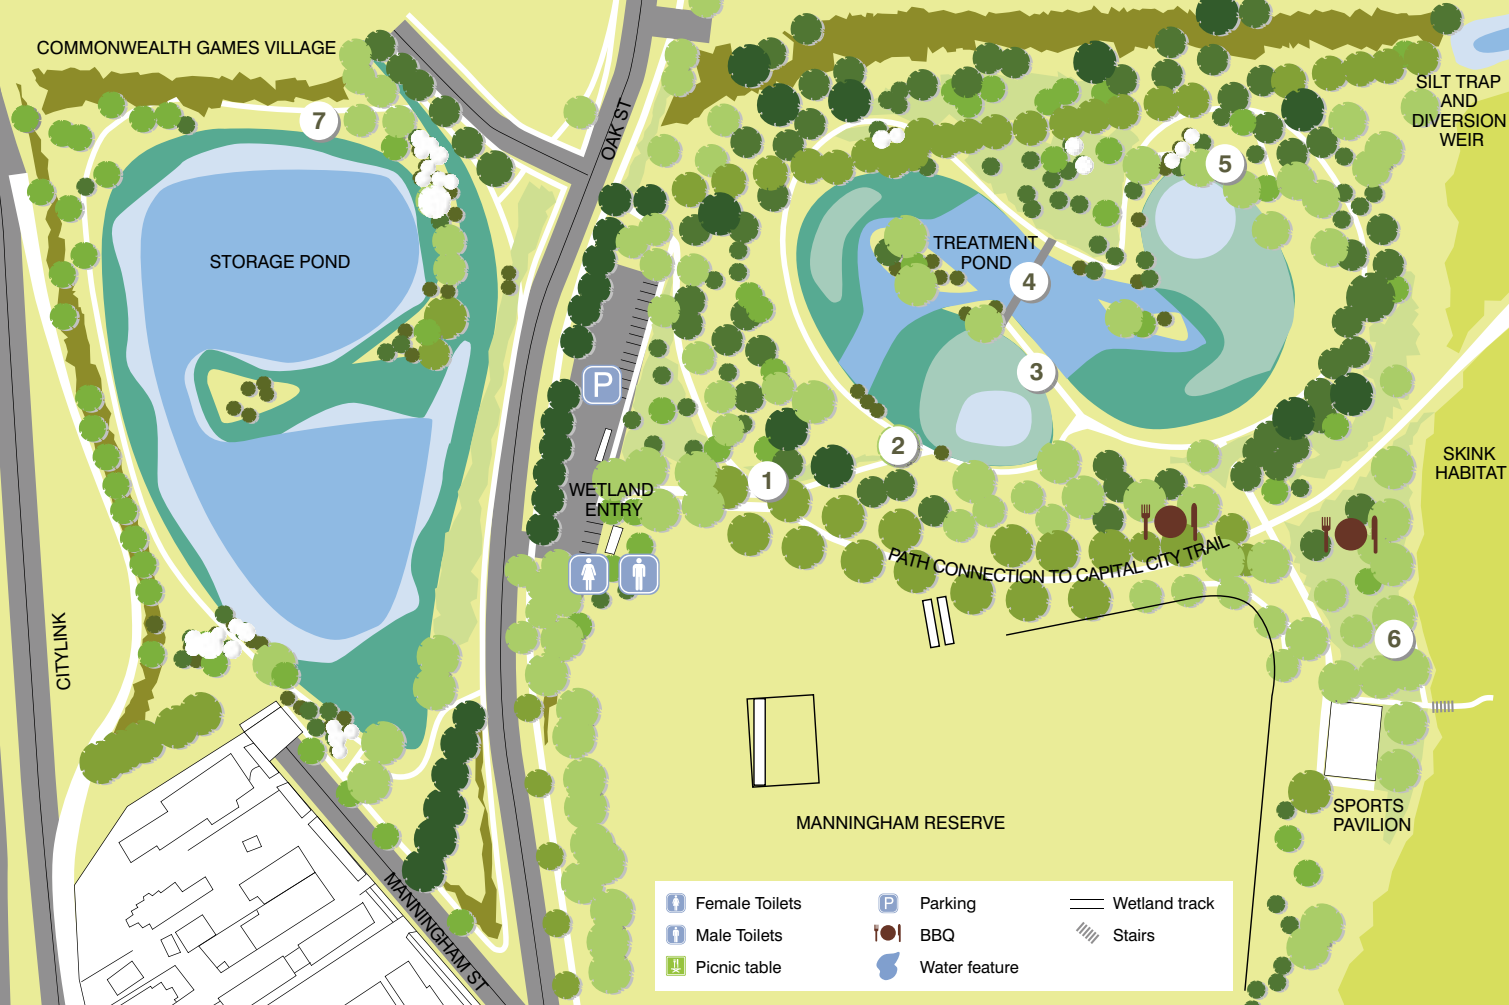 COMMONWEALTH GAMES VILLAGE
7
OAK ST
SILT TRAP
AND
DIVERSION
WEIR
5
STORAGE POND
TREATMENT
POND
4
3
P
2
1
WETLAND
ENTRY
SKINK
HABITAT
PATH CONNECTION TO CAPITAL CITY TRAIL
CITYLINK
6
MANNINGHAM RESERVE
SPORTS
PAVILION
MANNINGHAM ST
Female Toilets
Male Toilets
Picnic table
P Parking
BBQ
Water feature
Wetland track
Stairs